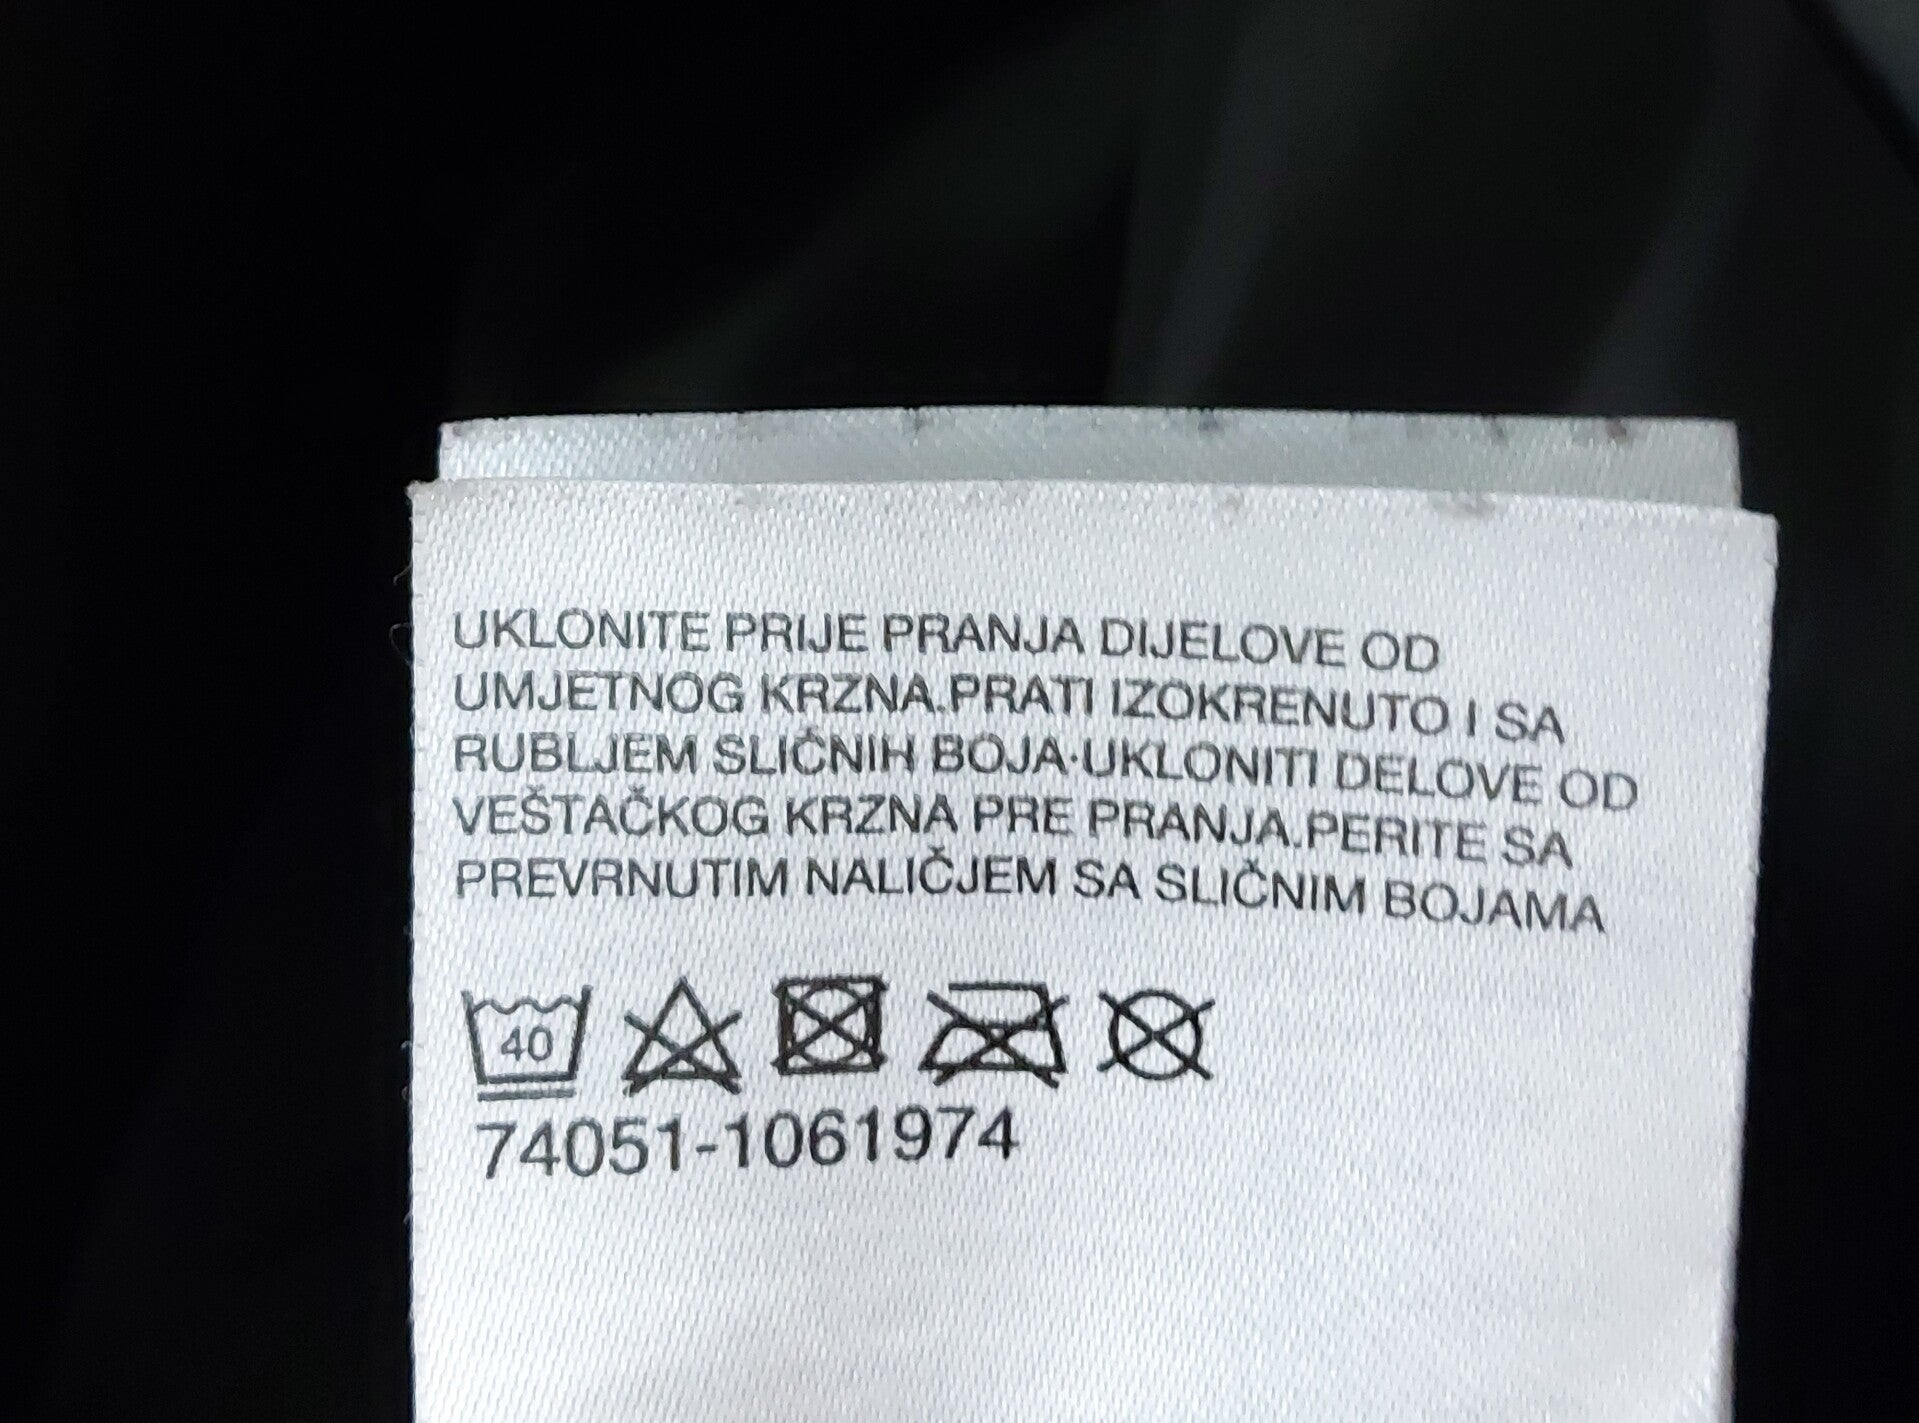 UKLONITE PRIJE PRANJA DIJELOVE OD
UMJETNOG KRZNA.PRATI IZOKRENUTO I SA
RUBLJEM SLIČNIH BOJA·UKLONITI DELOVE OD
VEŠTAČKOG KRZNA PRE PRANJA.PERITE SA
PREVRNUTIM NALIČJEM SA SLIČNIM BOJAMA
40
74051-1061974